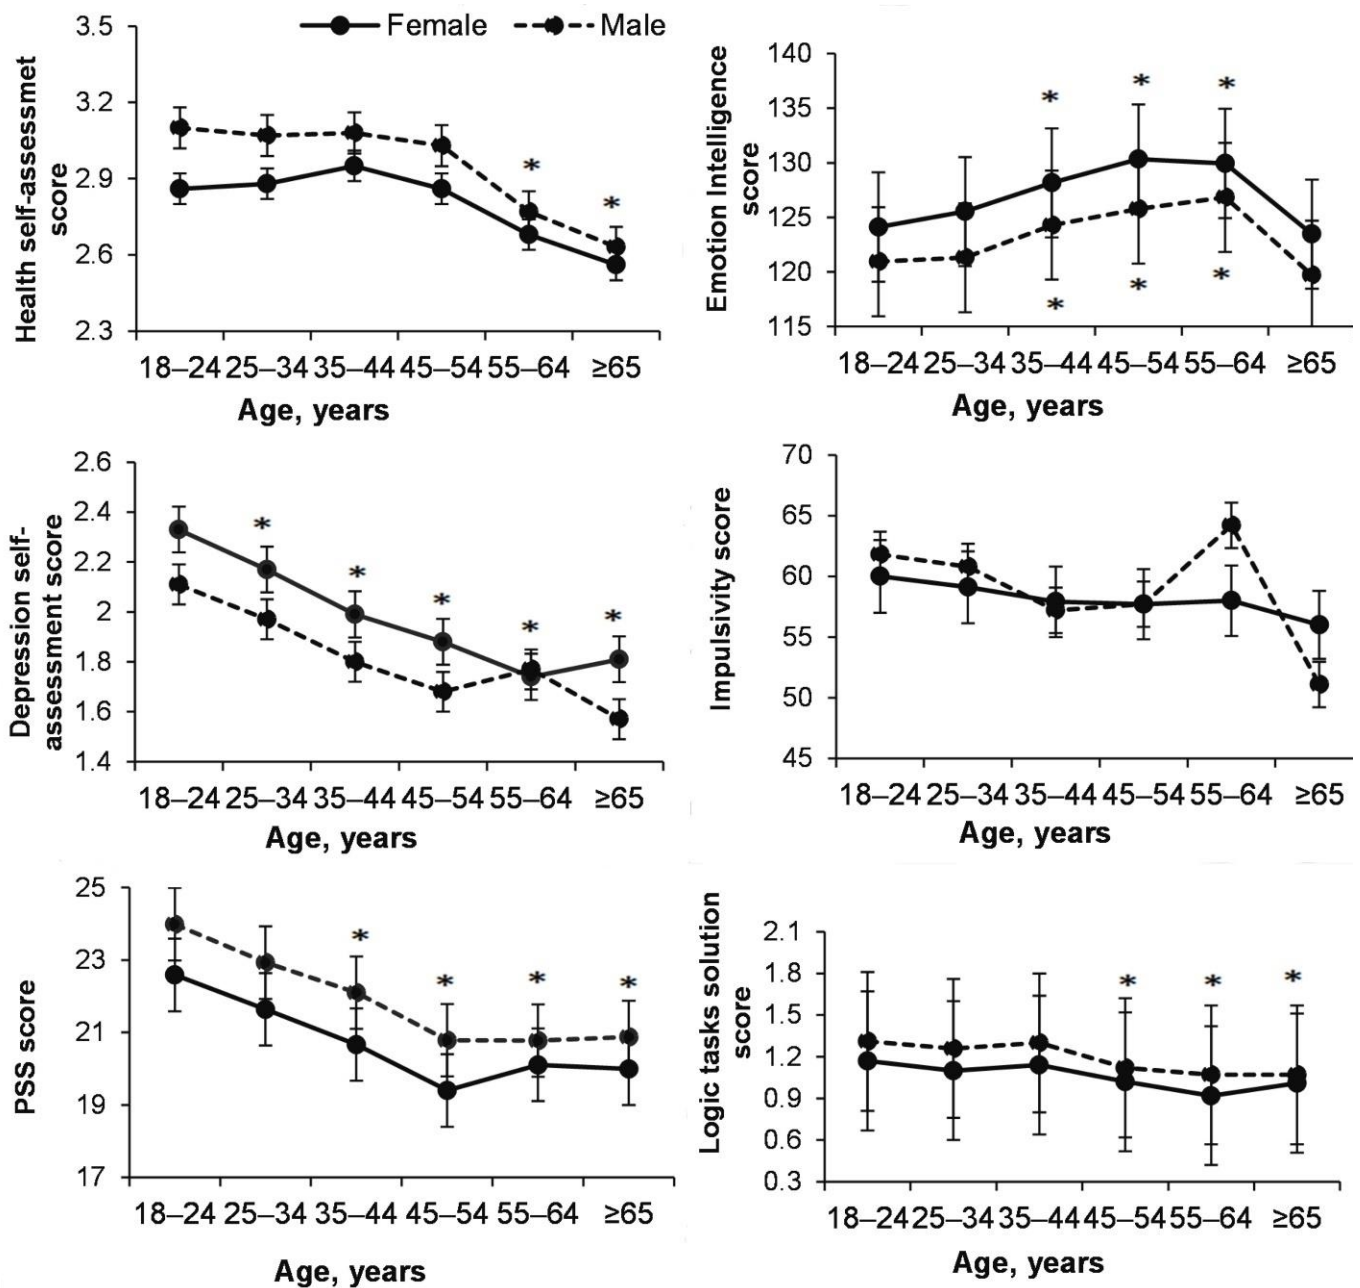 Female Male
Health self-assessmet
score
3.5
3.2
2.9
2.6
2.3
18–24 25–34 35–44 45–54 55–64 ≥65
Age, years
Emotion Intelligence
score
140
135
130
125
120
115
* * *
* * *
18–24 25–34 35–44 45–54 55–64 ≥65
Age, years
Depression self-
assessment score
2.6
2.4
2.2
2
1.8
1.6
1.4
* * * * *
18–24 25–34 35–44 45–54 55–64 ≥65
Age, years
Impulsivity score
70
65
60
55
50
45
18–24 25–34 35–44 45–54 55–64 ≥65
Age, years
PSS score
25
23
21
19
17
* * * *
18–24 25–34 35–44 45–54 55–64 ≥65
Age, years
Logic tasks solution
score
2.1
1.8
1.5
1.2
0.9
0.6
0.3
* * *
18–24 25–34 35–44 45–54 55–64 ≥65
Age, years